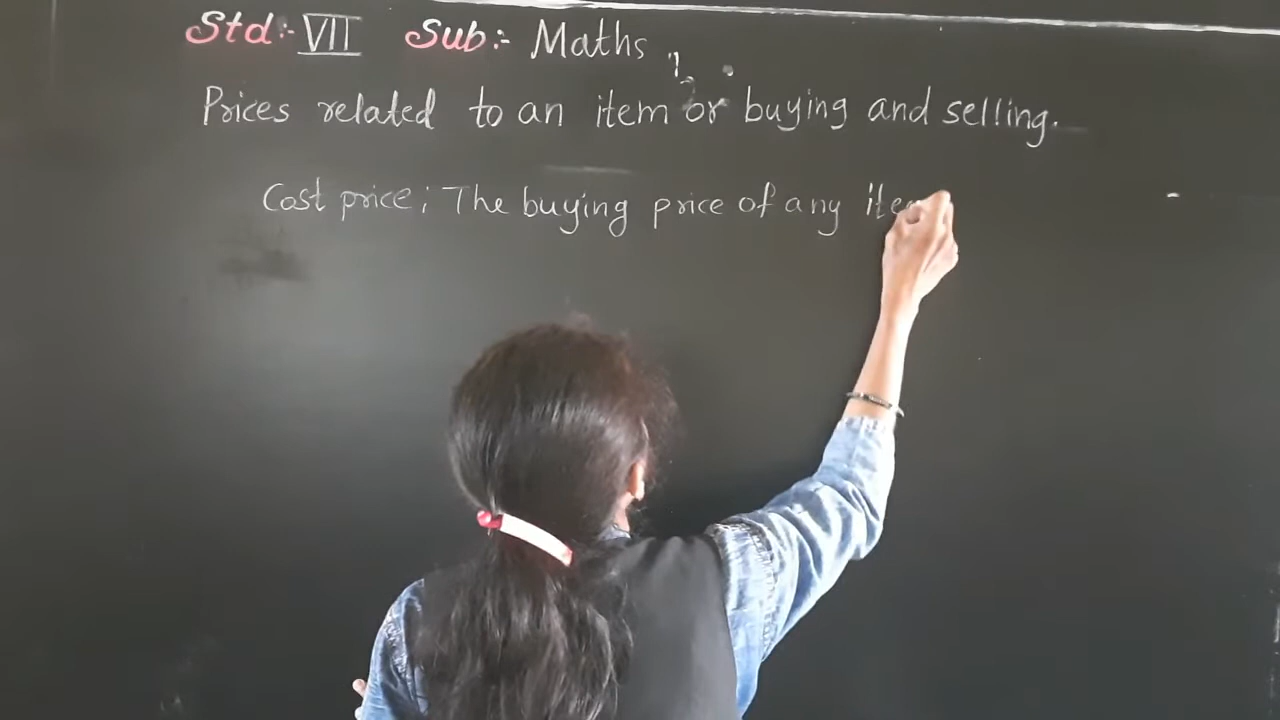 Std:- VII Sub:- Maths
Prices related to an item or buying and selling.
Cost price; The buying price of any